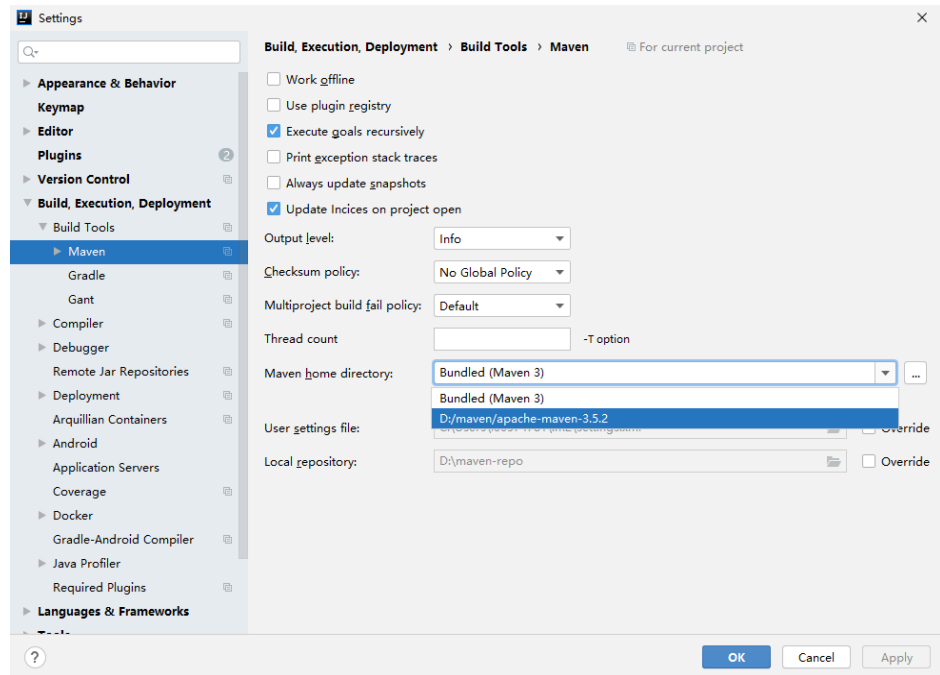 Settings
Build, Execution, Deployment › Build Tools › Maven
For current project
Appearance & Behavior
Keymap
Editor
Plugins
2
Version Control
Build, Execution, Deployment
Build Tools
Maven
Gradle
Gant
Compiler
Debugger
Remote Jar Repositories
Deployment
Arquillian Containers
Android
Application Servers
Coverage
Docker
Gradle-Android Compiler
Java Profiler
Required Plugins
Languages & Frameworks
Tools
Work offline
Use plugin registry
Execute goals recursively
Print exception stack traces
Always update snapshots
Update Incices on project open
Output level: Info
Checksum policy: No Global Policy
Multiproject build fail policy: Default
Thread count -T option
Maven home directory: Bundled (Maven 3) ...
Bundled (Maven 3)
D:/maven/apache-maven-3.5.2
User settings file: Override
Local repository: D:\maven-repo Override
? OK Cancel Apply